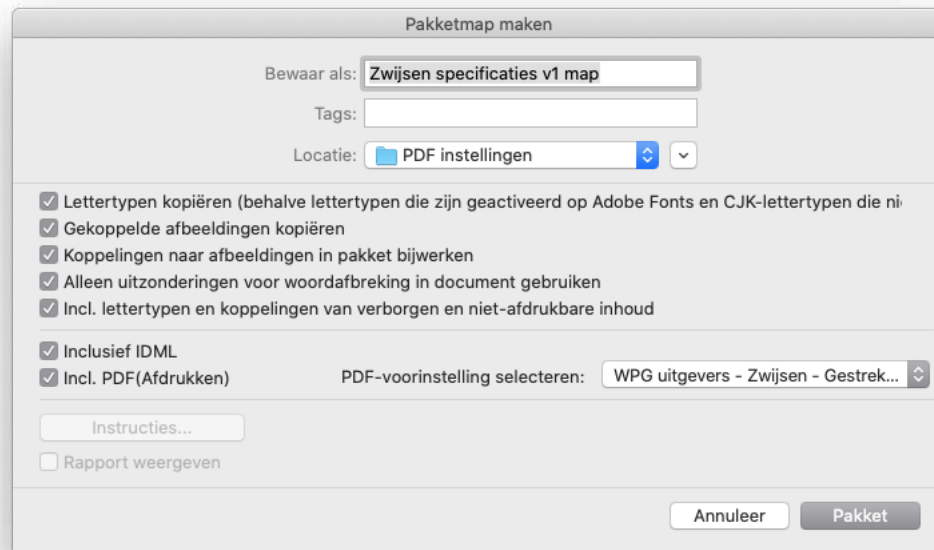 Pakketmap maken
Bewaar als: Zwijsen specificaties v1 map
Tags:
Locatie: PDF instellingen
Lettertypen kopiëren (behalve lettertypen die zijn geactiveerd op Adobe Fonts en CJK-lettertypen die ni
Gekoppelde afbeeldingen kopiëren
Koppelingen naar afbeeldingen in pakket bijwerken
Alleen uitzonderingen voor woordafbreking in document gebruiken
Incl. lettertypen en koppelingen van verborgen en niet-afdrukbare inhoud
Inclusief IDML
Incl. PDF(Afdrukken) PDF-voorinstelling selecteren: WPG uitgevers - Zwijsen - Gestrek...
Instructies...
Rapport weergeven
Annuleer Pakket